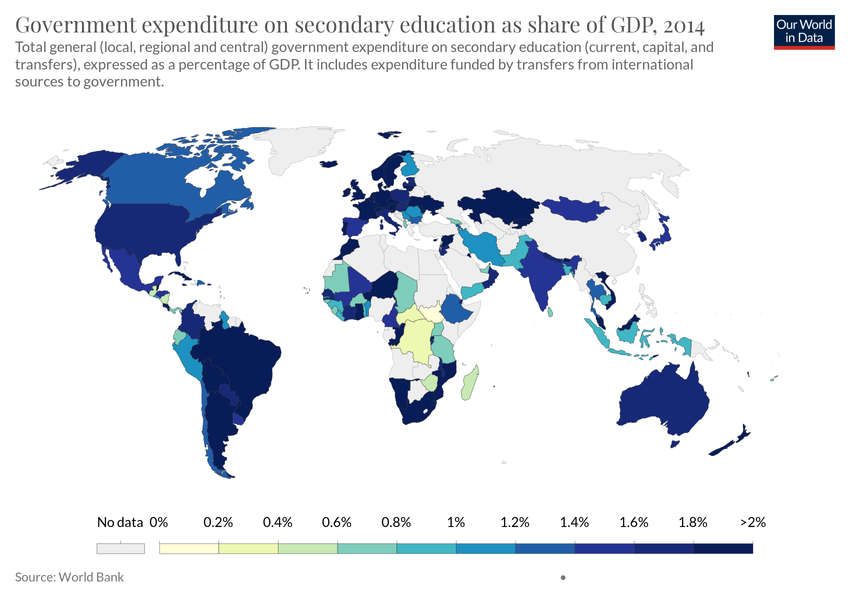 Government expenditure on secondary education as share of GDP, 2014
Our World
in Data
Total general (local, regional and central) government expenditure on secondary education (current, capital, and
transfers), expressed as a percentage of GDP. It includes expenditure funded by transfers from international
sources to government.
No data 0% 0.2% 0.4% 0.6% 0.8% 1% 1.2% 1.4% 1.6% 1.8% >2%
Source: World Bank